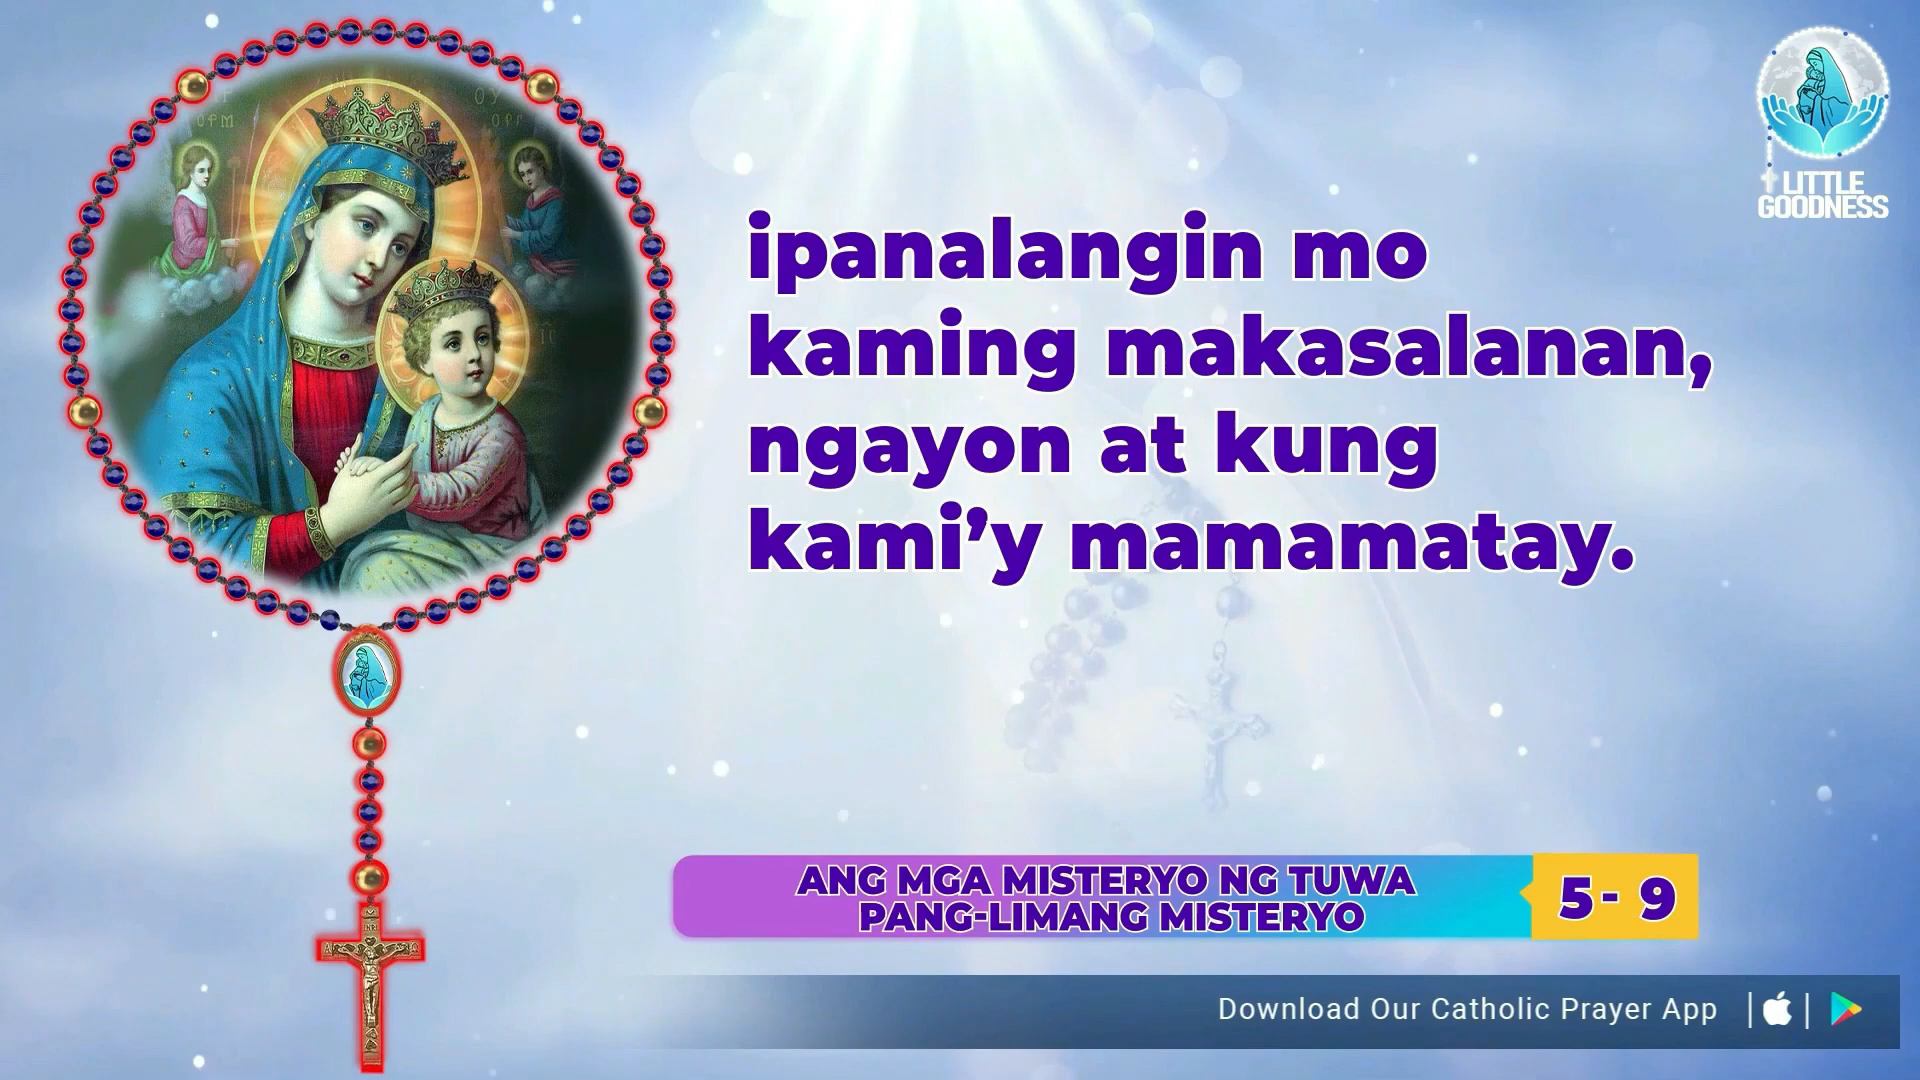 LITTLE
GOODNESS
ipanalangin mo
kaming makasalanan,
ngayon at kung
kami’y mamamatay.
ANG MGA MISTERYO NG TUWA
PANG-LIMANG MISTERYO
5- 9
Download Our Catholic Prayer App
INRI